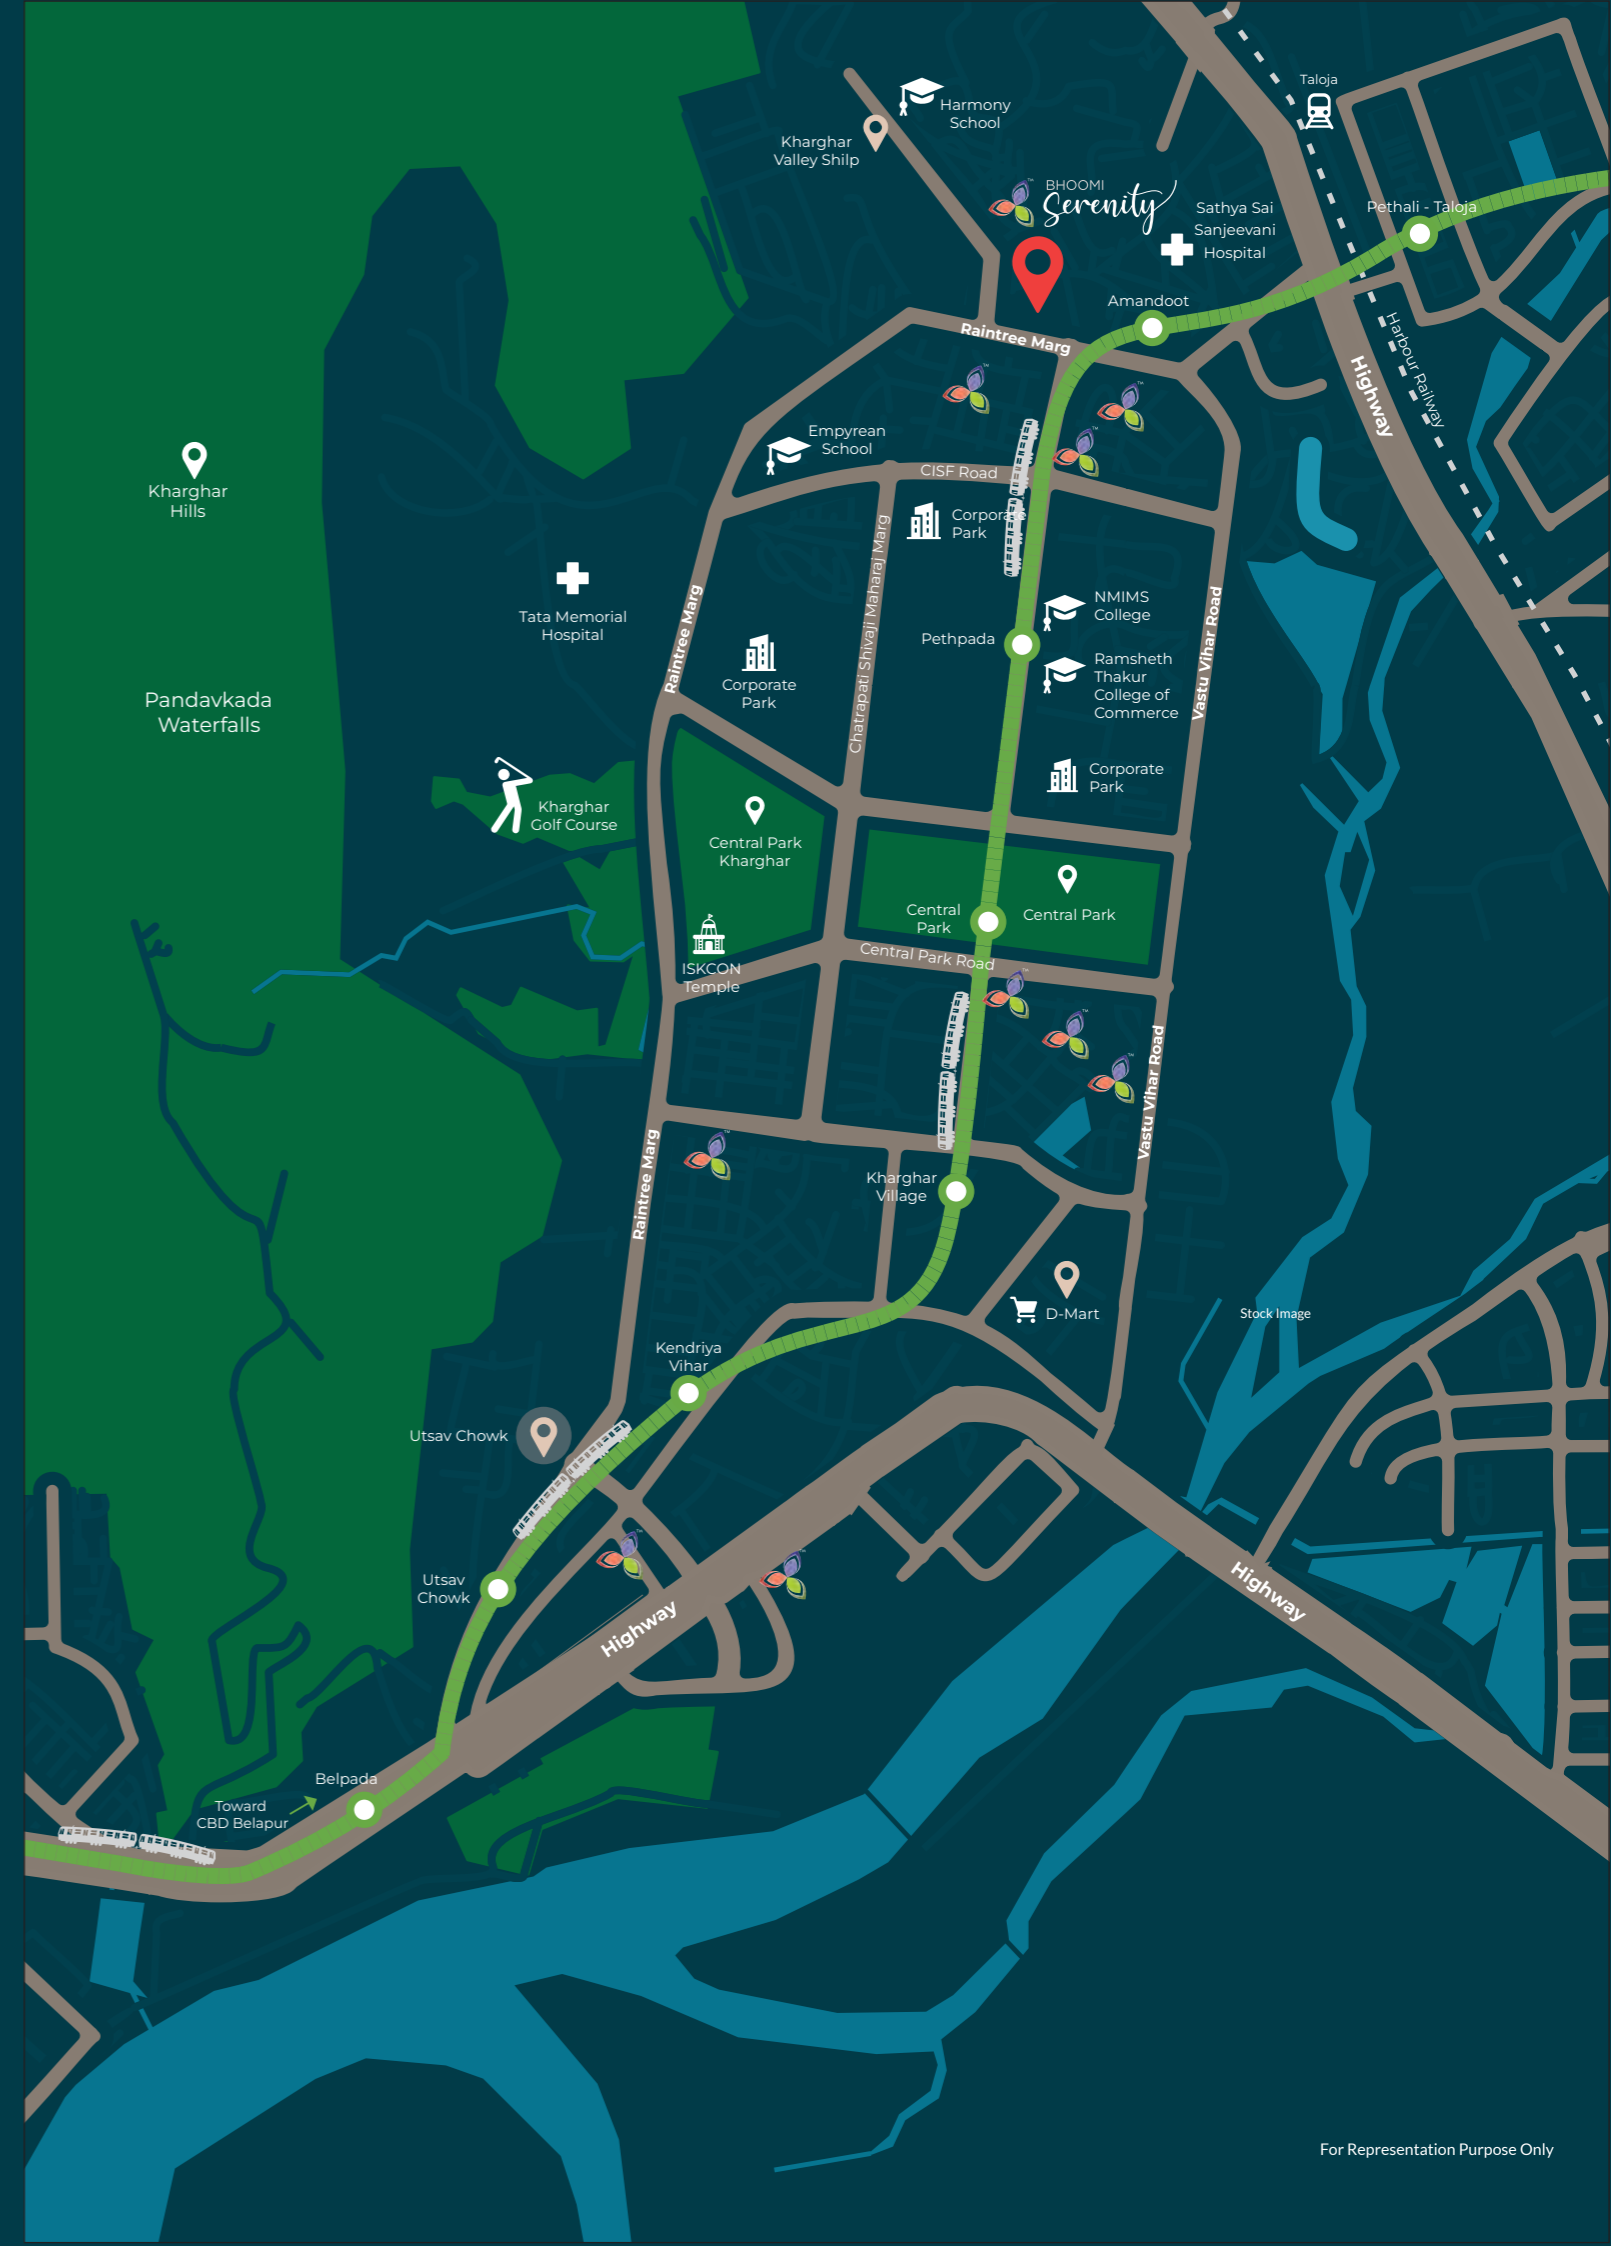 Taloja
Harmony
School
Kharghar
Valley Shilp
BHOOMI
Serenity
Sathya Sai
Sanjeevani
Hospital
Pethali - Taloja
Amandoot
Raintree Marg
Harbour Railway
Highway
Empyrean
School
CISF Road
Kharghar
Hills
Corporate
Park
Chatrapati Shivaji Maharaj Marg
Tata Memorial
Hospital
Raintree Marg
NMIMS
College
Vastu Vihar Road
Pethpada
Ramsheth
Thakur
College of
Commerce
Corporate
Park
Pandavkada
Waterfalls
Corporate
Park
Kharghar
Golf Course
Central Park
Kharghar
Central
Park
Central Park
Central Park Road
ISKCON
Temple
Vastu Vihar Road
Raintree Marg
Kharghar
Village
D-Mart
Stock Image
Kendriya
Vihar
Utsav Chowk
Utsav
Chowk
Highway
Highway
Belpada
Toward
CBD Belapur
For Representation Purpose Only